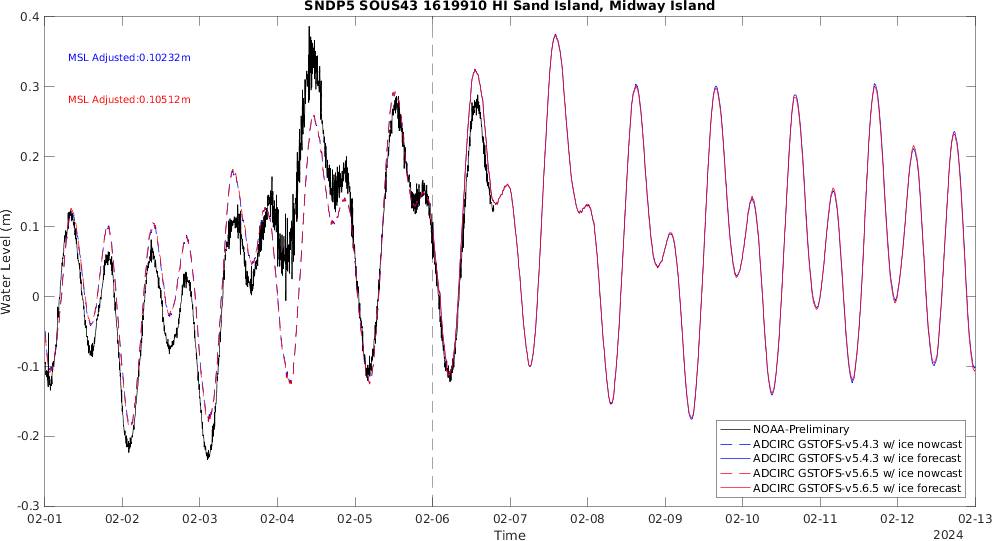 SNDP5 SOUS43 1619910 HI Sand Island, Midway Island
0.4
0.3
0.2
0.1
0
-0.1
-0.2
-0.3
Water Level (m)
MSL Adjusted:0.10232m
MSL Adjusted:0.10512m
NOAA-Preliminary
ADCIRC GSTOFS-v5.4.3 w/ ice nowcast
ADCIRC GSTOFS-v5.4.3 w/ ice forecast
ADCIRC GSTOFS-v5.6.5 w/ ice nowcast
ADCIRC GSTOFS-v5.6.5 w/ ice forecast
02-01 02-02 02-03 02-04 02-05 02-06 02-07 02-08 02-09 02-10 02-11 02-12 02-13
Time
2024